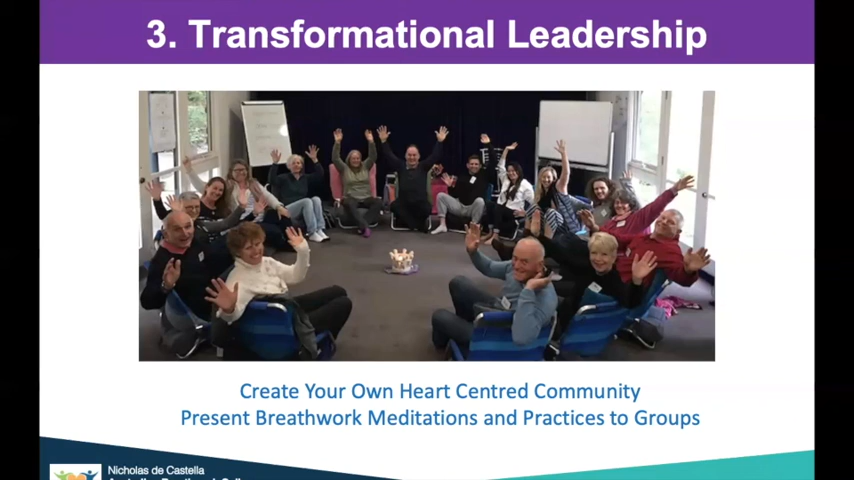 3. Transformational Leadership
Create Your Own Heart Centred Community
Present Breathwork Meditations and Practices to Groups
Nicholas de Castella